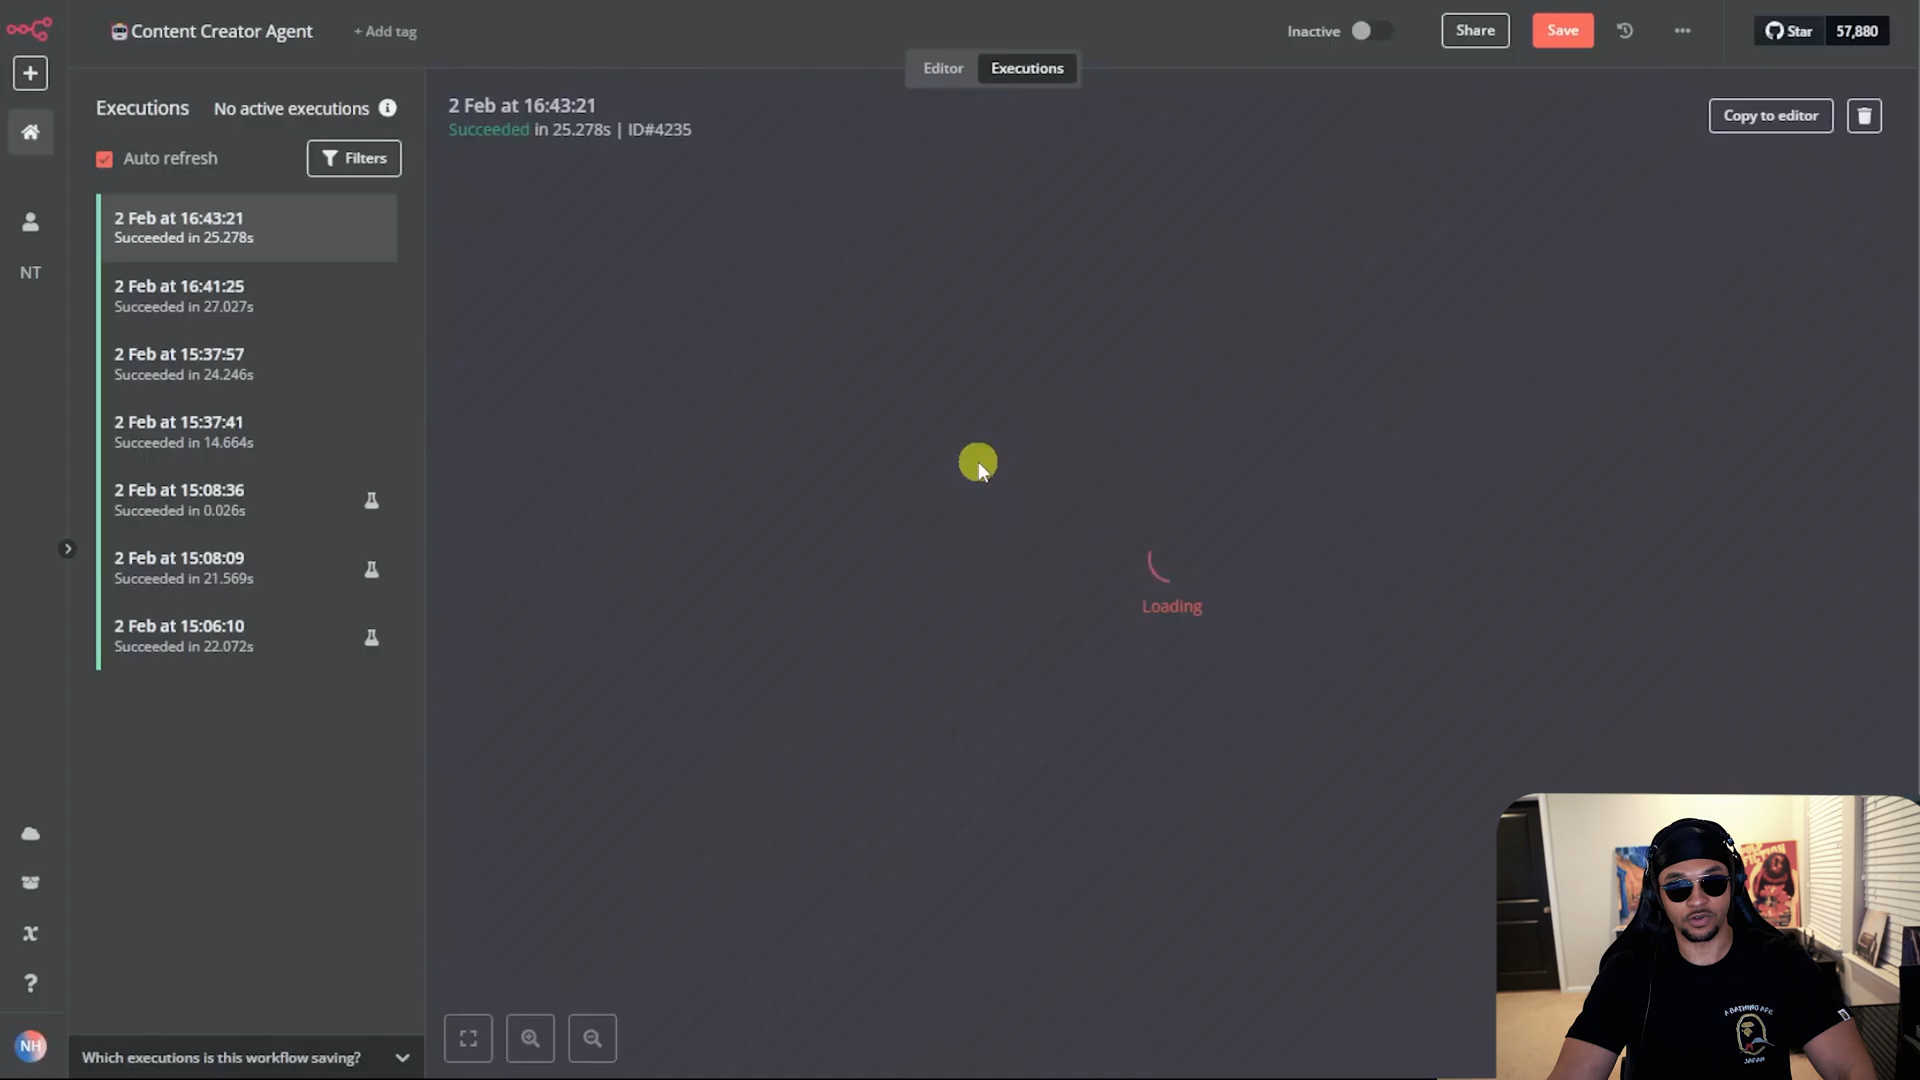 Content Creator Agent
+ Add tag
Inactive
Share
Save
Star
57,880
Editor
Executions
Executions
No active executions
Auto refresh
Filters
2 Feb at 16:43:21
Succeeded in 25.278s
2 Feb at 16:41:25
Succeeded in 27.027s
2 Feb at 15:37:57
Succeeded in 24.246s
2 Feb at 15:37:41
Succeeded in 14.664s
2 Feb at 15:08:36
Succeeded in 0.026s
2 Feb at 15:08:09
Succeeded in 21.569s
2 Feb at 15:06:10
Succeeded in 22.072s
NT
NH
Which executions is this workflow saving?
2 Feb at 16:43:21
Succeeded in 25.278s | ID#4235
Copy to editor
Loading
A BATHING APE
JAPAN